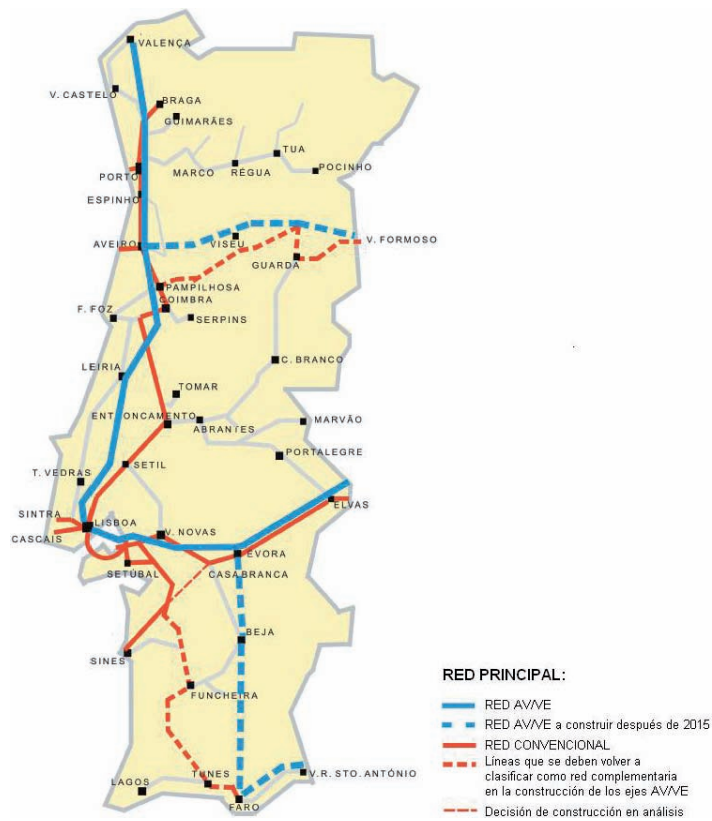 VALENÇA
V. CASTELO
BRAGA
GUIMARÃES
TUA
PORTO
MARCO
RÉGUA
POCINHO
ESPINHO
AVEIRO
VISEU
V. FORMOSO
GUARDA
PAMPILHOSA
COIMBRA
F. FOZ
SERPINS
LEIRIA
C. BRANCO
TOMAR
ENTRONCAMENTO
ABRANTES
MARVÃO
PORTALEGRE
SETIL
T. VEDRAS
ELVAS
SINTRA
LISBOA
V. NOVAS
CASCAIS
ÉVORA
SETÚBAL
CASA BRANCA
BEJA
SINES
FUNCHEIRA
TUNES
V.R. STO. ANTÓNIO
LAGOS
FARO
RED PRINCIPAL:
RED AV/VE
RED AV/VE a construir después de 2015
RED CONVENCIONAL
Líneas que se deben volver a
clasificar como red complementaria
en la construcción de los ejes AV/VE
Decisión de construcción en análisis